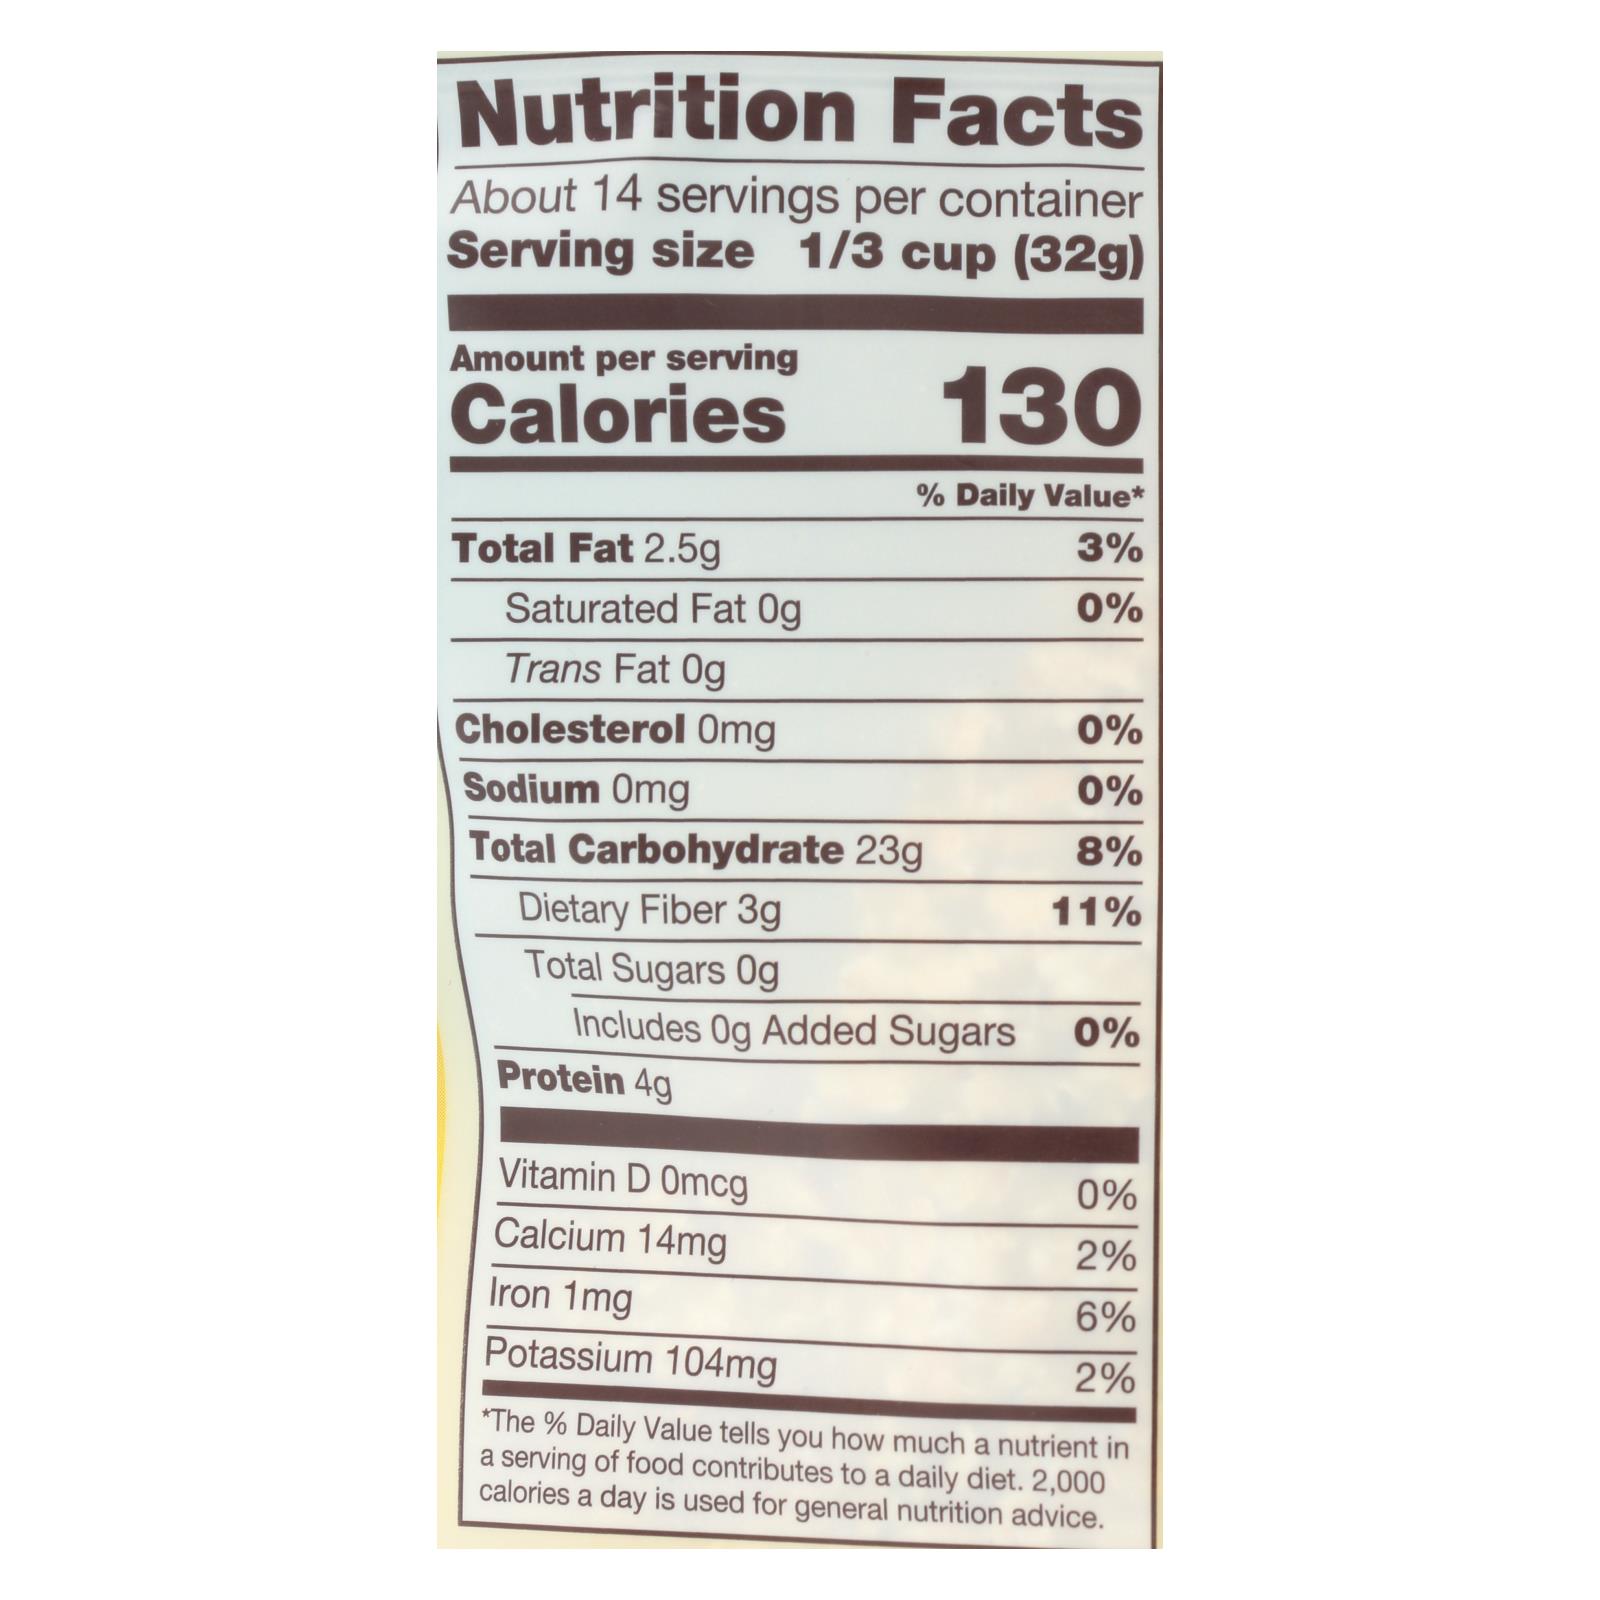 Nutrition Facts
About 14 servings per container
Serving size 1/3 cup (32g)
Amount per serving
Calories 130
% Daily Value*
Total Fat 2.5g 3%
Saturated Fat 0g 0%
Trans Fat 0g
Cholesterol 0mg 0%
Sodium 0mg 0%
Total Carbohydrate 23g 8%
Dietary Fiber 3g 11%
Total Sugars 0g
Includes 0g Added Sugars 0%
Protein 4g
Vitamin D 0mcg 0%
Calcium 14mg 2%
Iron 1mg 6%
Potassium 104mg 2%
*The % Daily Value tells you how much a nutrient in
a serving of food contributes to a daily diet. 2,000
calories a day is used for general nutrition advice.